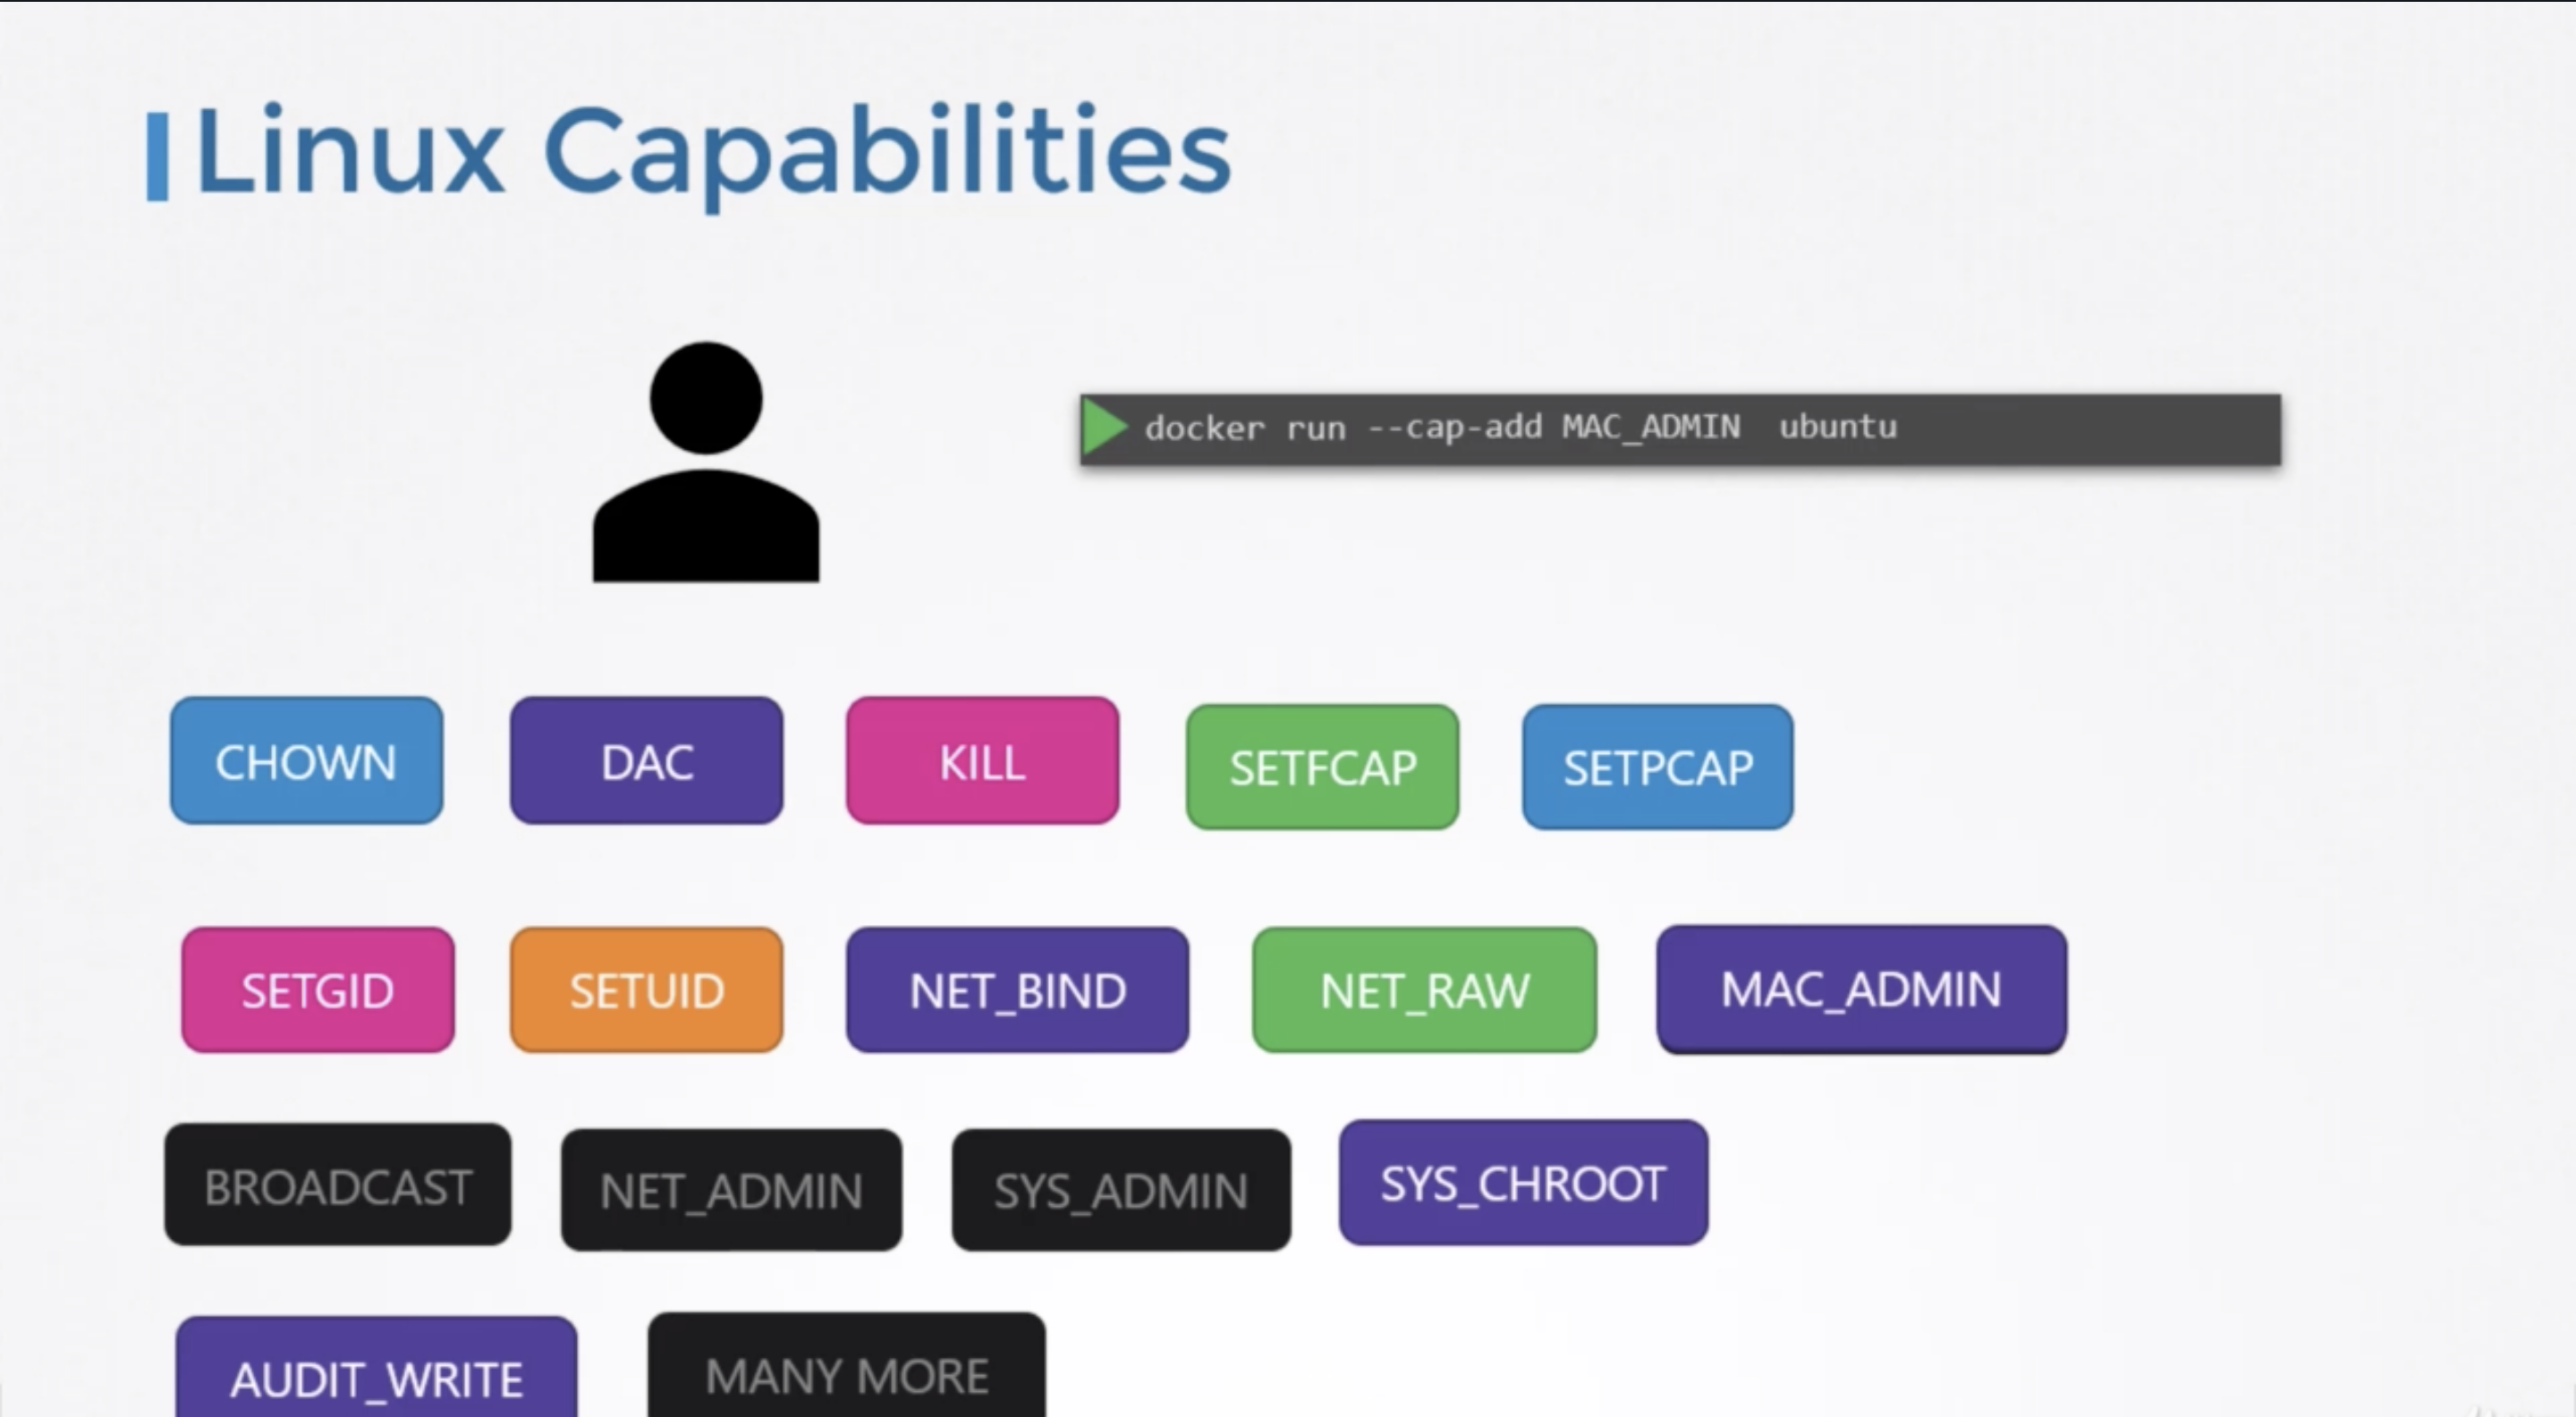 Linux Capabilities
docker run --cap-add MAC_ADMIN ubuntu
CHOWN DAC KILL SETFCAP SETPCAP
SETGID SETUID NET_BIND NET_RAW MAC_ADMIN
BROADCAST NET_ADMIN SYS_ADMIN SYS_CHROOT
AUDIT_WRITE MANY MORE